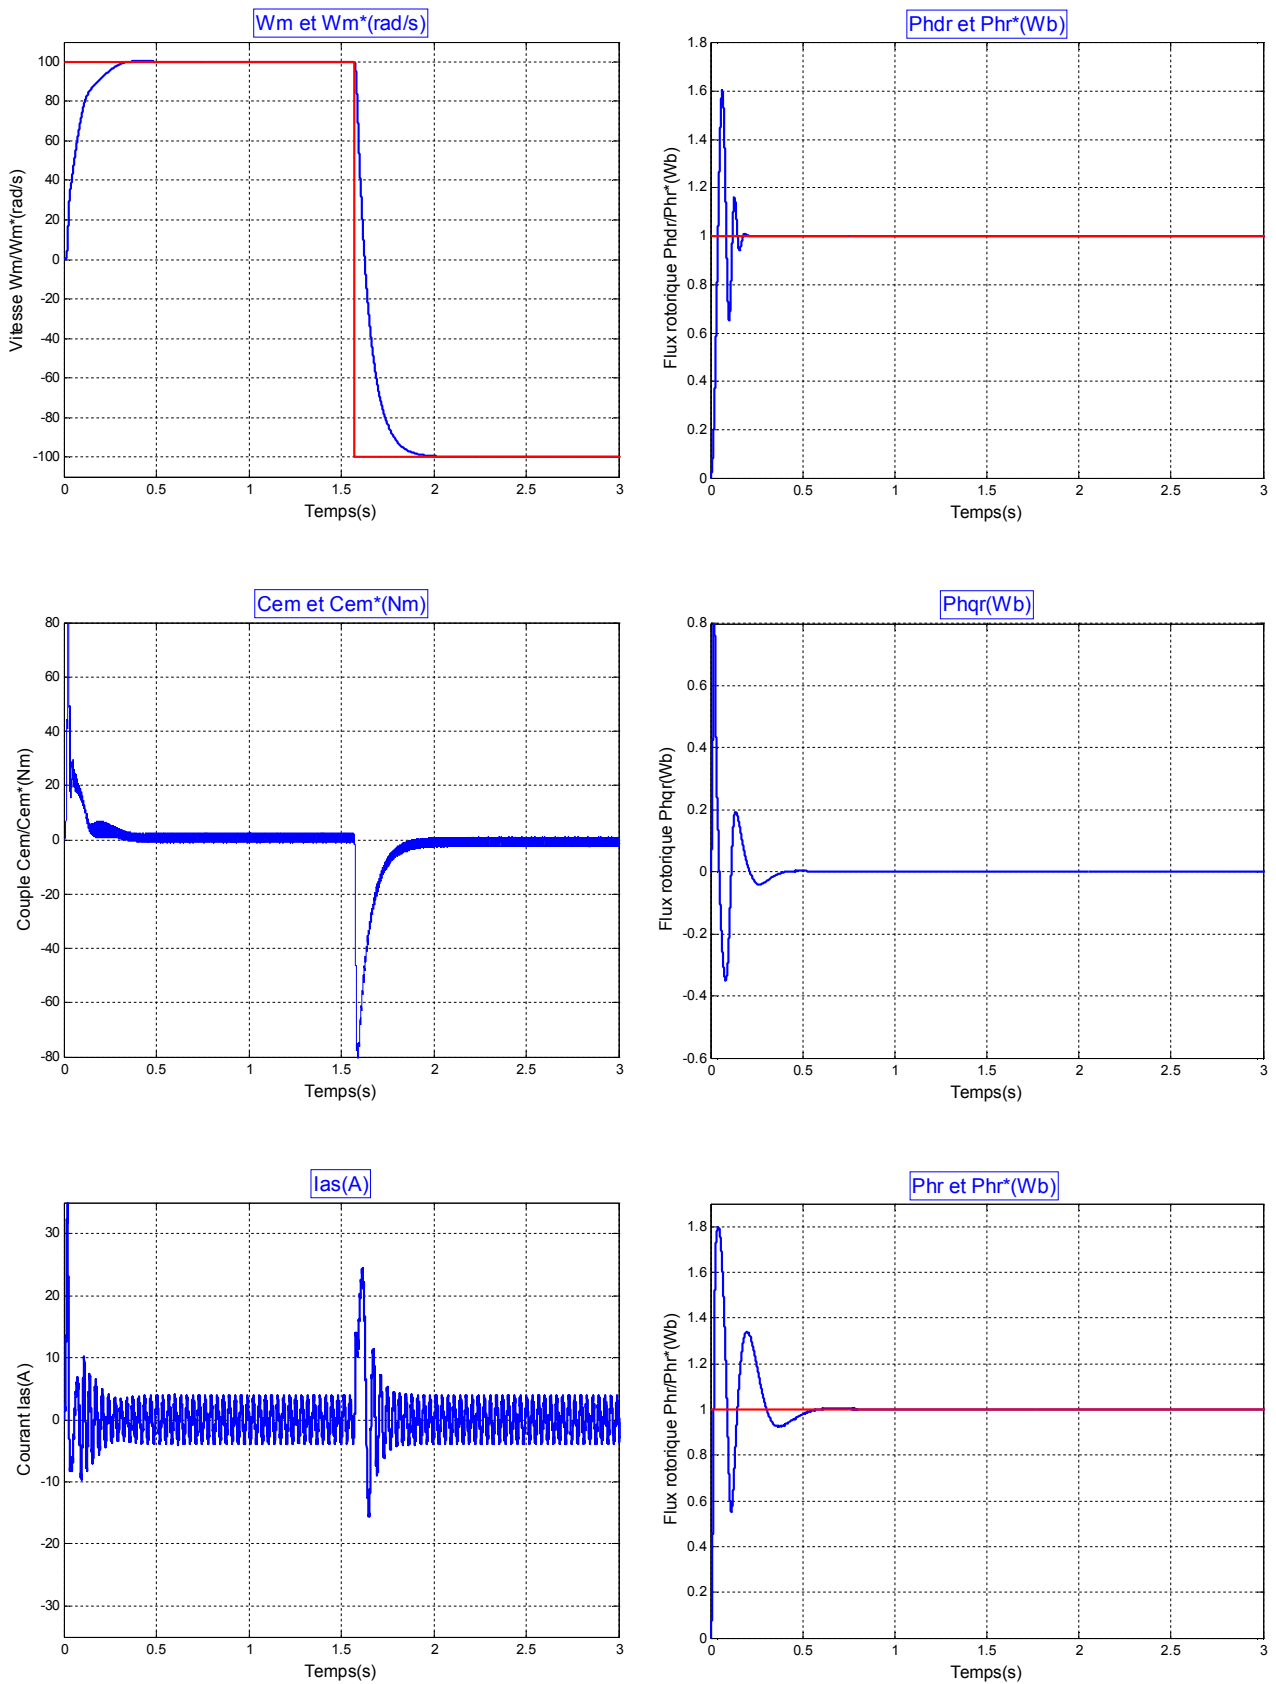 Wm et Wm*(rad/s)
Vitesse Wm/Wm*(rad/s)
100
80
60
40
20
0
-20
-40
-60
-80
-100
0 0.5 1 1.5 2 2.5 3
Temps(s)
Phdr et Phr*(Wb)
Flux rotorique Phdr/Phr*(Wb)
1.8
1.6
1.4
1.2
1
0.8
0.6
0.4
0.2
0
0 0.5 1 1.5 2 2.5 3
Temps(s)
Cem et Cem*(Nm)
Couple Cem/Cem*(Nm)
80
60
40
20
0
-20
-40
-60
-80
0 0.5 1 1.5 2 2.5 3
Temps(s)
Phqr(Wb)
Flux rotorique Phqr(Wb)
0.8
0.6
0.4
0.2
0
-0.2
-0.4
-0.6
0 0.5 1 1.5 2 2.5 3
Temps(s)
Ias(A)
Courant Ias(A)
30
20
10
0
-10
-20
-30
0 0.5 1 1.5 2 2.5 3
Temps(s)
Phr et Phr*(Wb)
Flux rotorique Phr/Phr*(Wb)
1.8
1.6
1.4
1.2
1
0.8
0.6
0.4
0.2
0
0 0.5 1 1.5 2 2.5 3
Temps(s)